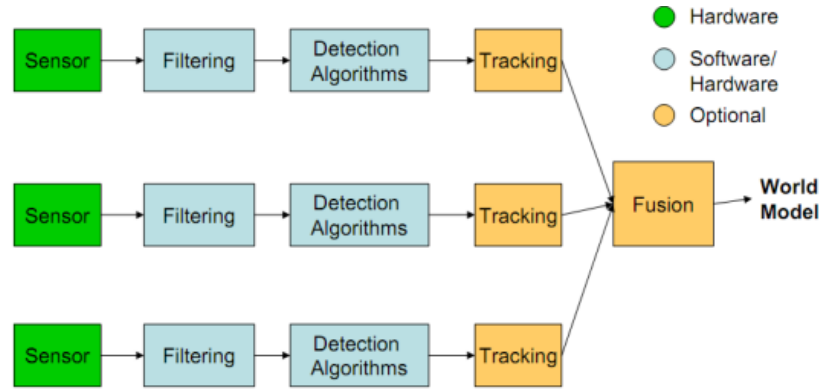 Hardware
Sensor
Filtering
Detection
Algorithms
Tracking
Software/
Hardware
Optional
Sensor
Filtering
Detection
Algorithms
Tracking
Fusion
World
Model
Sensor
Filtering
Detection
Algorithms
Tracking